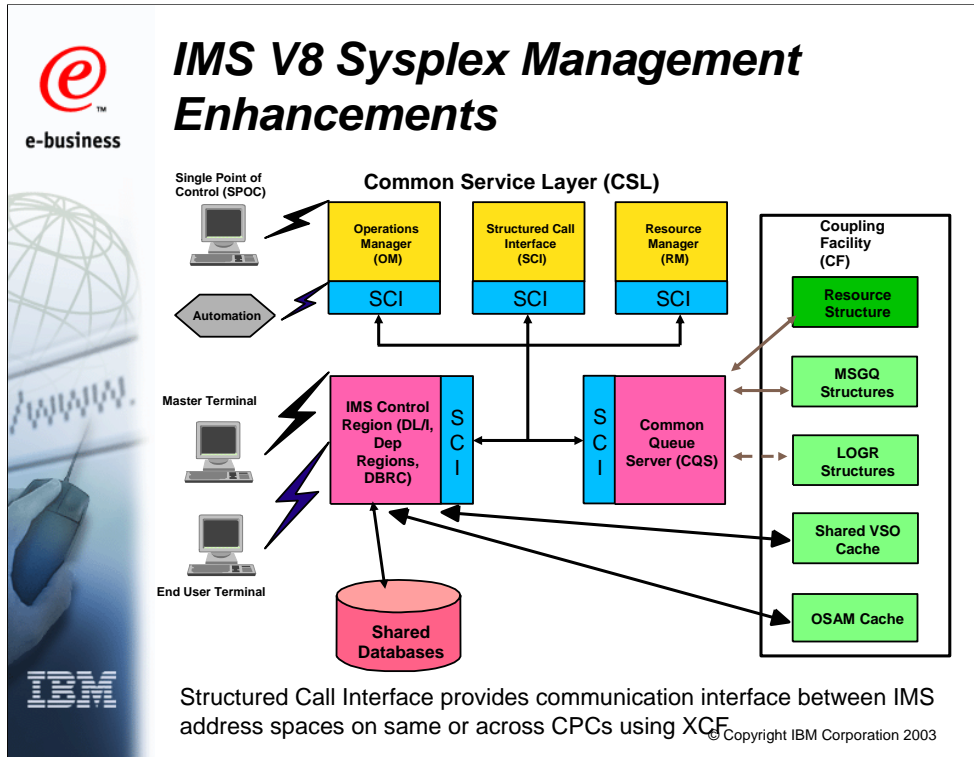 IMS V8 Sysplex Management
Enhancements
e
TM
e-business
Single Point of
Control (SPOC)
Common Service Layer (CSL)
Operations
Manager
(OM)
Structured Call
Interface
(SCI)
Resource
Manager
(RM)
SCI
SCI
SCI
Automation
Coupling
Facility
(CF)
Resource
Structure
MSGQ
Structures
LOGR
Structures
Shared VSO
Cache
OSAM Cache
Master Terminal
IMS Control
Region (DL/I,
Dep
Regions,
DBRC)
S
C
I
S
C
I
Common
Queue
Server (CQS)
End User Terminal
Shared
Databases
IBM
Structured Call Interface provides communication interface between IMS
address spaces on same or across CPCs using XCF
© Copyright IBM Corporation 2003